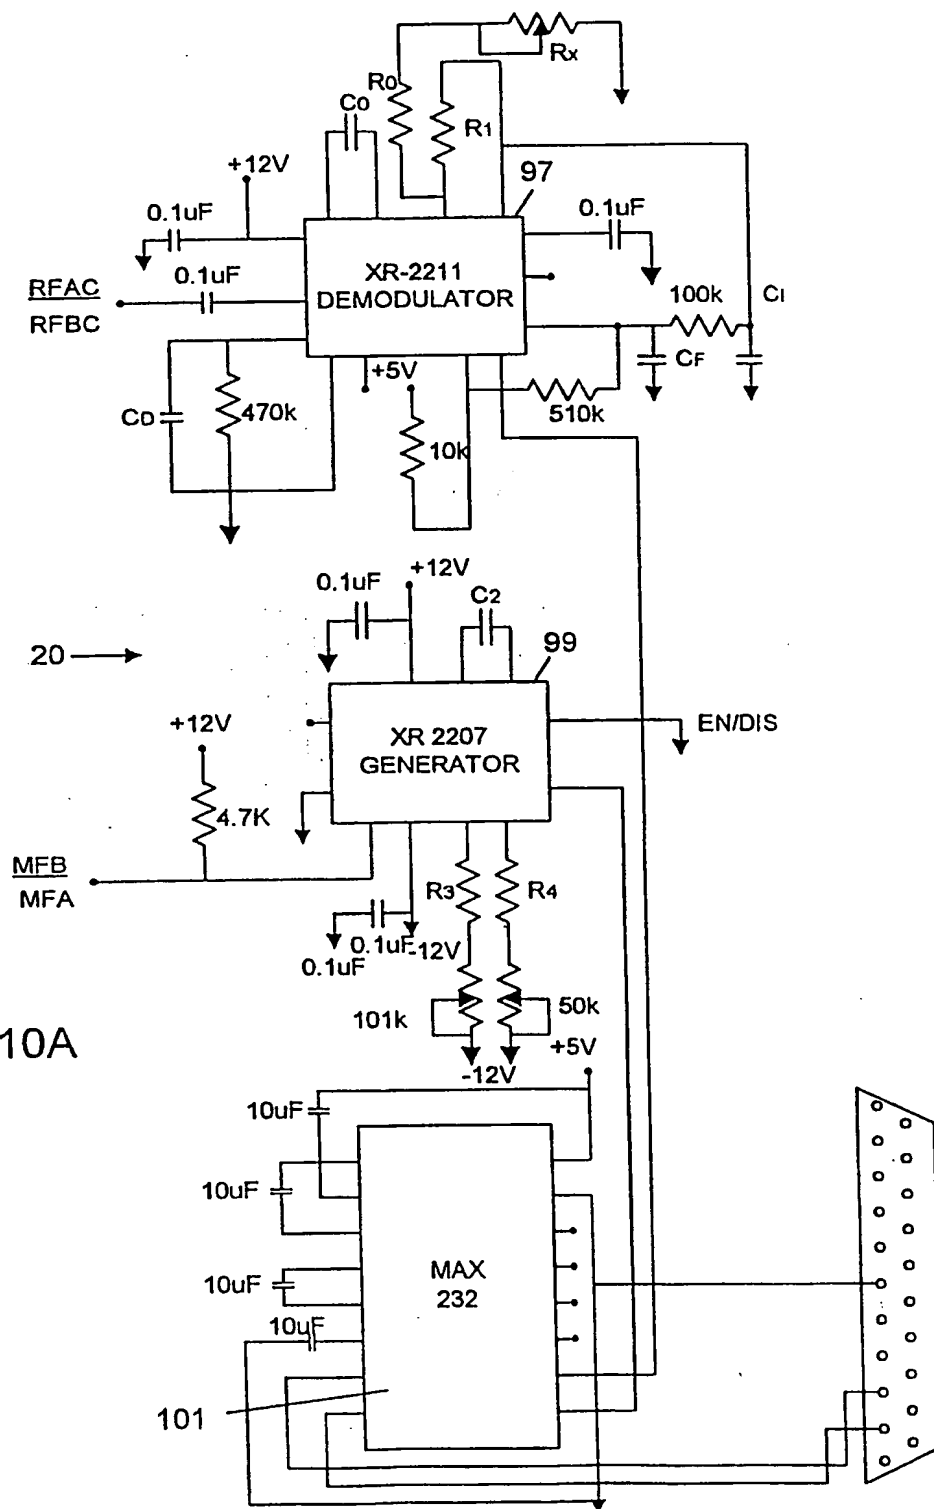 Rx
R0
C0
R1
+12V
97
0.1uF
0.1uF
0.1uF
XR-2211
DEMODULATOR
RFAC
RFBC
100k
CI
+5V
CF
CD
470k
510k
10k
+12V
0.1uF
C2
20
99
+12V
EN/DIS
XR 2207
GENERATOR
4.7K
MFB
MFA
R3
R4
0.1uF
-12V
0.1uF
101k
50k
10A
+5V
-12V
10uF
10uF
MAX
232
10uF
10uF
101